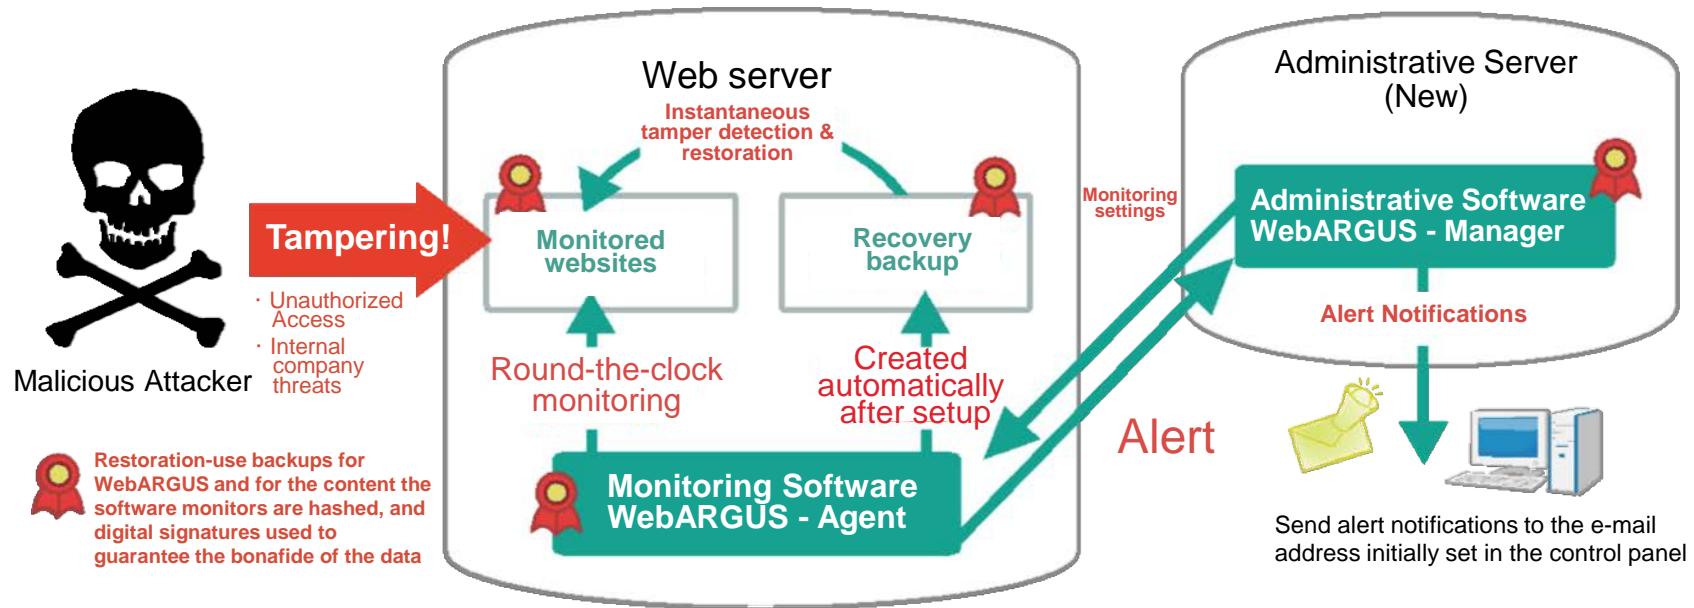 Malicious Attacker
Tampering!
· Unauthorized
Access
· Internal
company
threats
Restoration-use backups for
WebARGUS and for the content the
software monitors are hashed, and
digital signatures used to
guarantee the bonafide of the data
Web server
Instantaneous
tamper detection &
restoration
Monitored
websites
Recovery
backup
Round-the-clock
monitoring
Created
automatically
after setup
Monitoring Software
WebARGUS - Agent
Monitoring
settings
Alert
Administrative Server
(New)
Administrative Software
WebARGUS - Manager
Alert Notifications
Send alert notifications to the e-mail
address initially set in the control panel